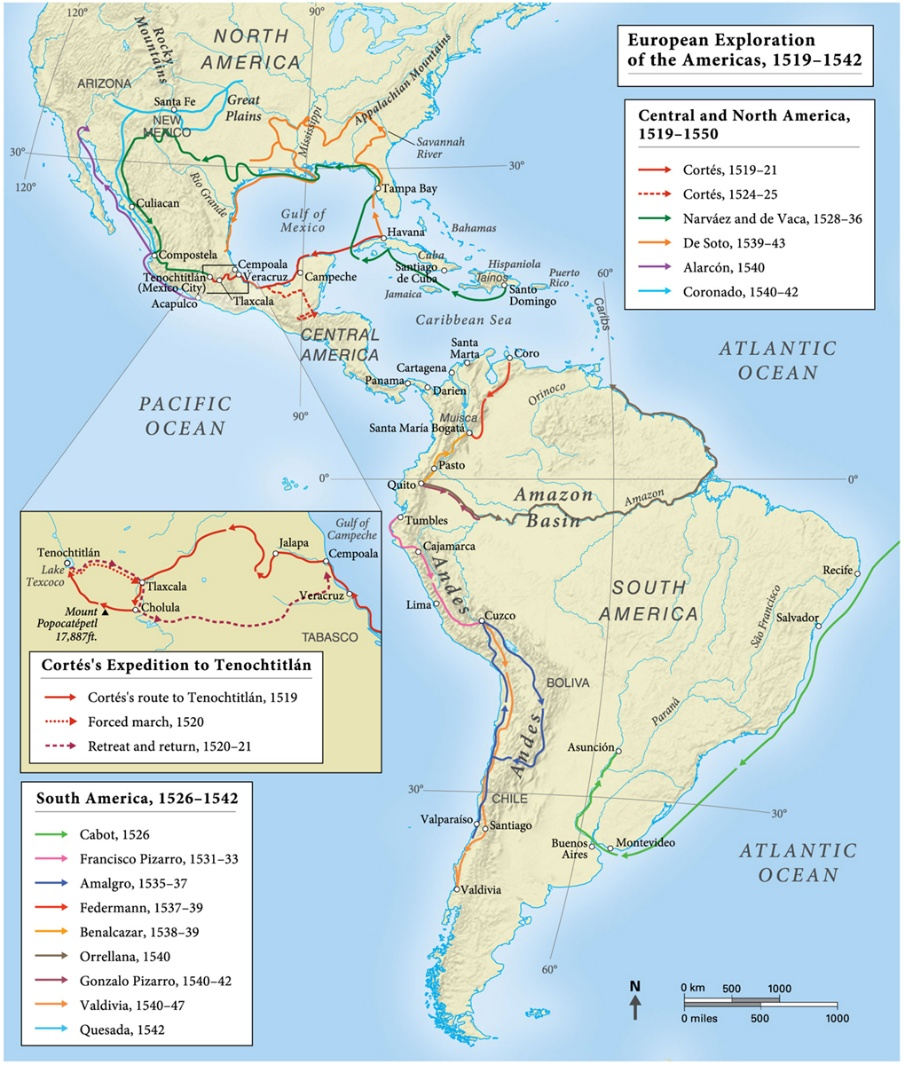 120°
90°
Rocky
Mountains
NORTH
AMERICA
ARIZONA
Santa Fe
Great
Plains
NEW
MEXICO
Mississippi
Appalachian Mountains
Savannah
River
30°
30°
120°
Rio Grande
Culiacan
Gulf of
Mexico
Tampa Bay
Havana
Bahamas
Compostela
Tenochtitlán
(Mexico City)
Cempoala
Veracruz
Campeche
Acapulco
Tlaxcala
Cuba
Santiago
de Cuba
Hispaniola
Taínos
Puerto
Rico
Jamaica
Santo
Domingo
60°
Caribs
Caribbean Sea
CENTRAL
AMERICA
ATLANTIC
OCEAN
PACIFIC
OCEAN
90°
Santa
Marta
Coro
Cartagena
Panama
Darien
Orinoco
Muisca
Santa María Bogatá
Pasto
0°
Quito
0°
Amazon
Basin
Amazon
Tumbles
Cajamarca
Andes
Lima
Cuzco
SOUTH
AMERICA
Recife
Salvador
São Francisco
BOLIVA
Paraná
Andes
Asunción
30°
CHILE
30°
Valparaíso
Santiago
Buenos
Aires
Montevideo
ATLANTIC
OCEAN
Valdivia
60°
N
0 km 500 1000
0 miles 500 1000
European Exploration
of the Americas, 1519–1542
Central and North America,
1519–1550
Cortés, 1519–21
Cortés, 1524–25
Narváez and de Vaca, 1528–36
De Soto, 1539–43
Alarcón, 1540
Coronado, 1540–42
Tenochtitlán
Lake
Texcoco
Mount
Popocatépetl
17,887ft.
Tlaxcala
Cholula
Jalapa
Gulf of
Campeche
Cempoala
Veracruz
TABASCO
Cortés's Expedition to Tenochtitlán
Cortés's route to Tenochtitlán, 1519
Forced march, 1520
Retreat and return, 1520–21
South America, 1526–1542
Cabot, 1526
Francisco Pizarro, 1531–33
Amalgro, 1535–37
Federmann, 1537–39
Benalcazar, 1538–39
Orrellana, 1540
Gonzalo Pizarro, 1540–42
Valdivia, 1540–47
Quesada, 1542